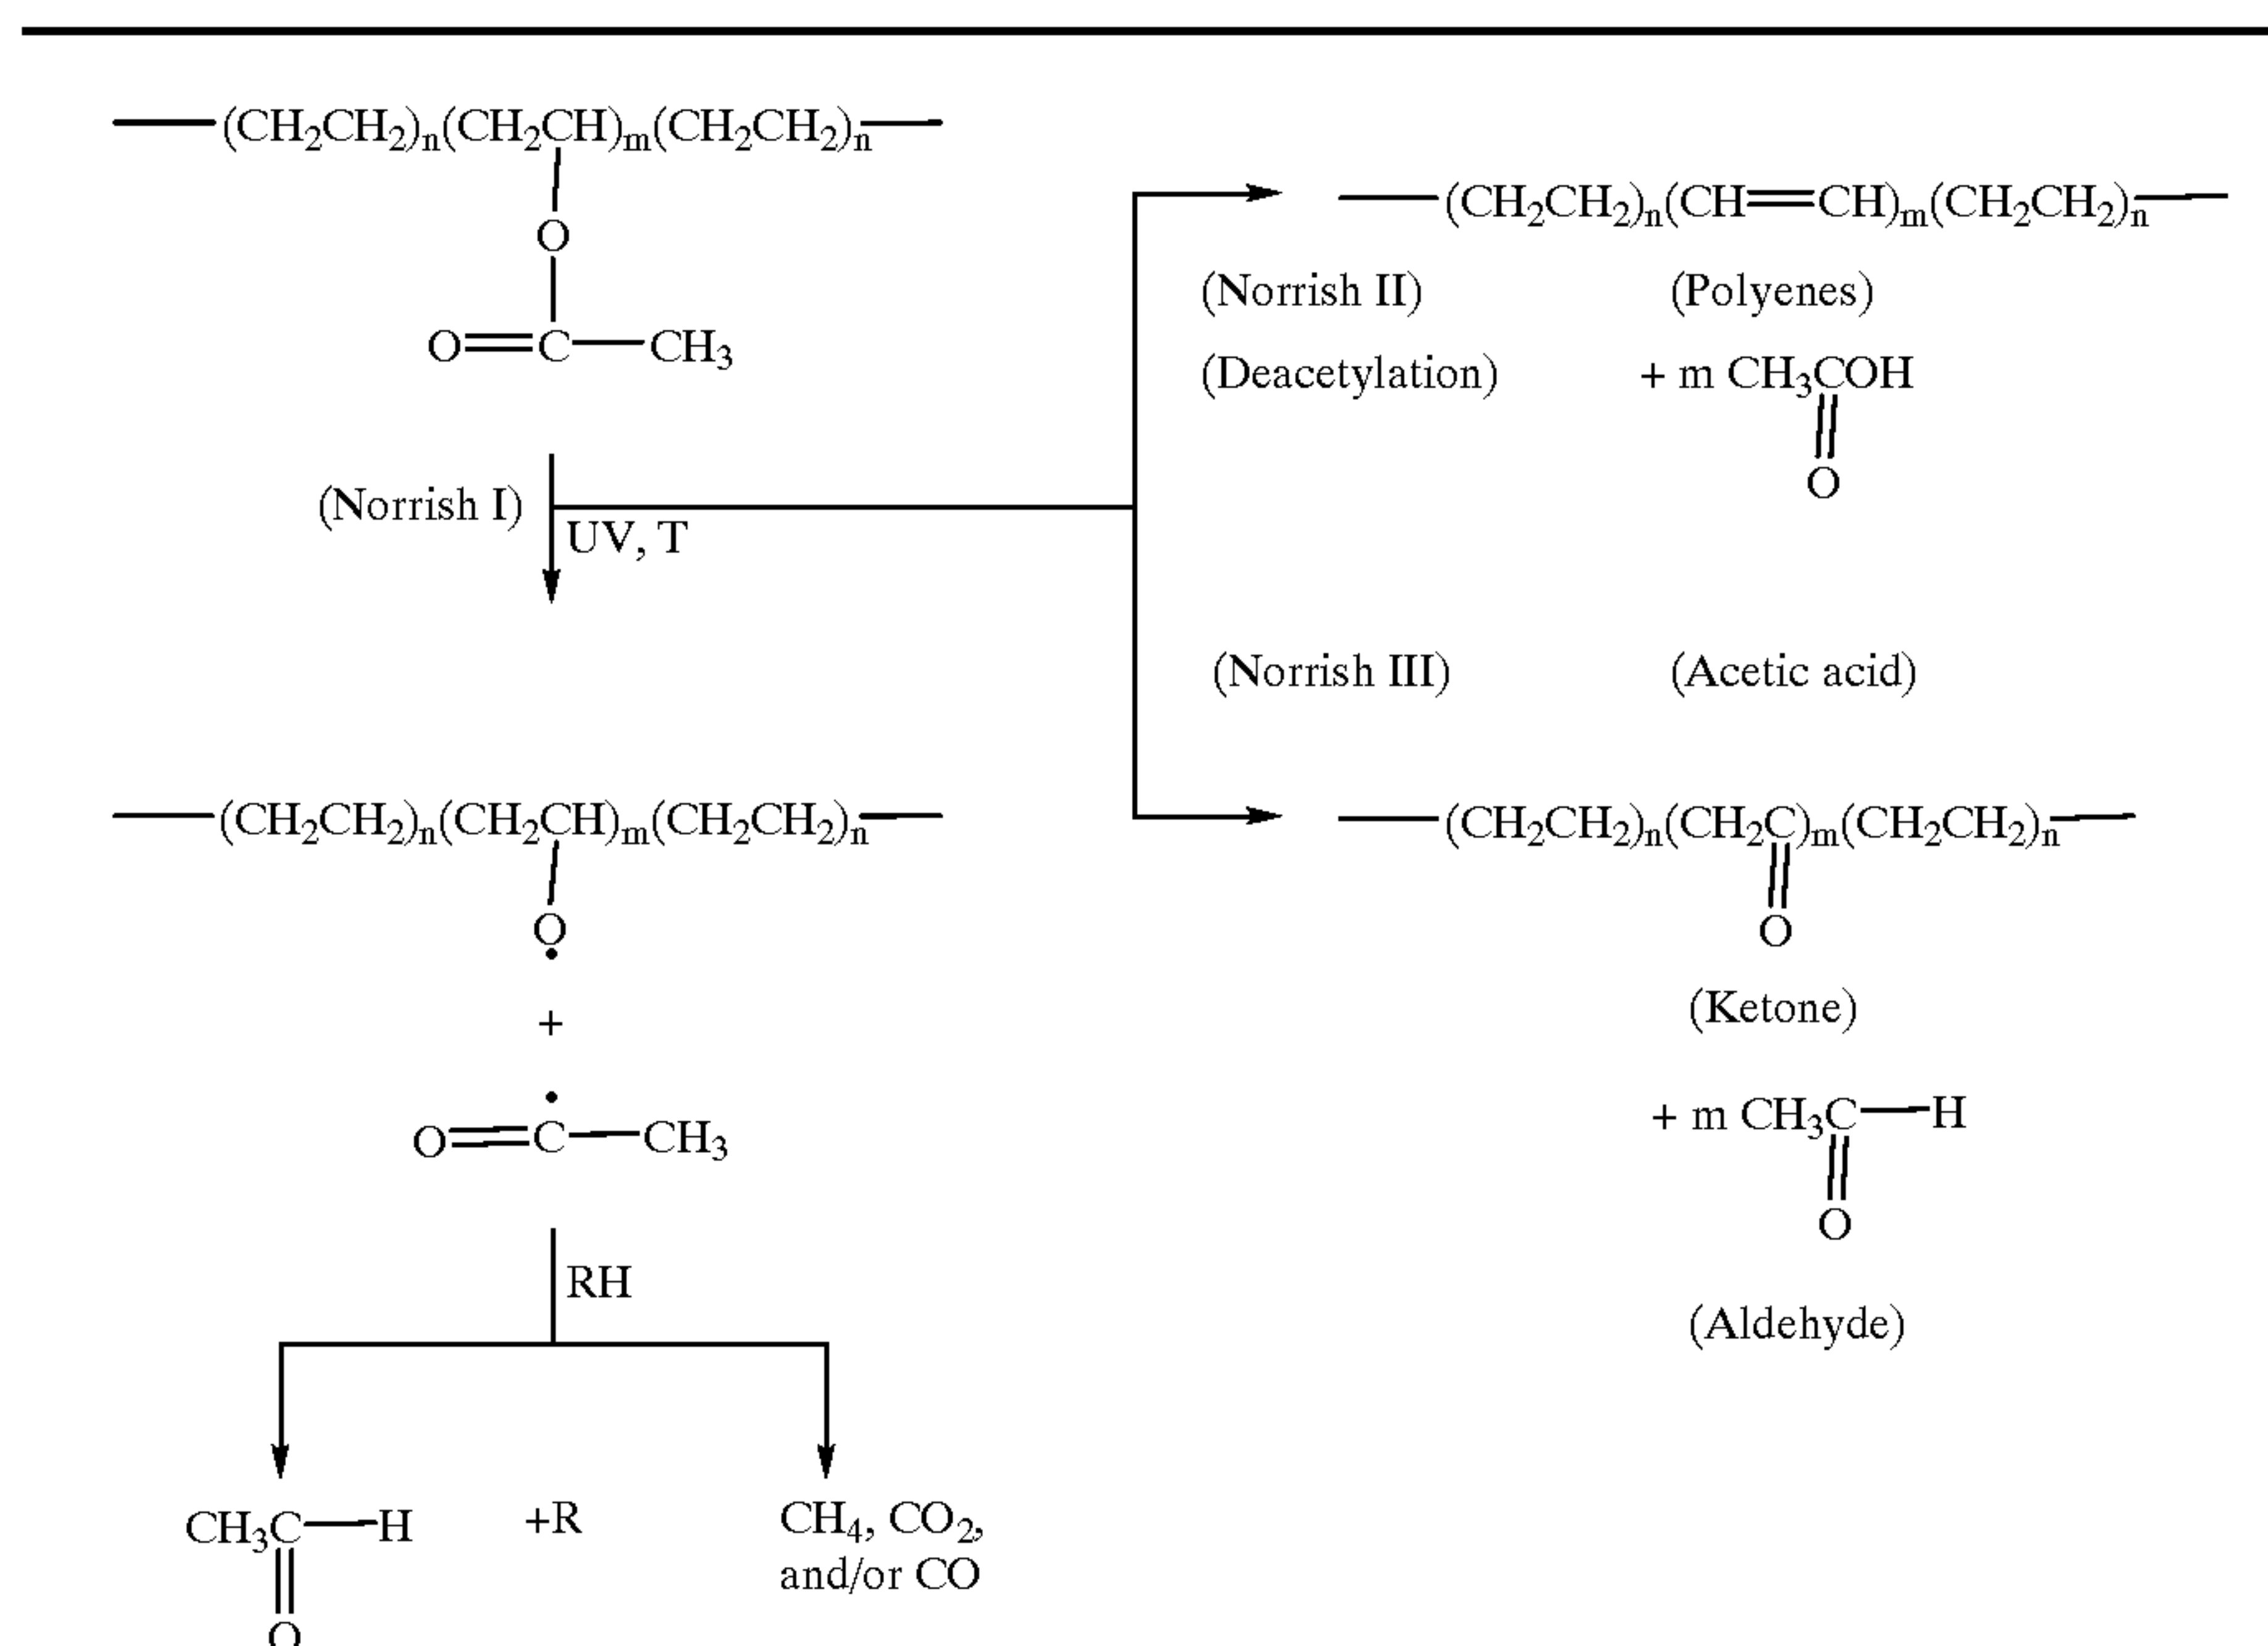 —(CH₂CH₂)ₙ(CH₂CH)ₘ(CH₂CH₂)ₙ—
O
O=C—CH₃
(Norrish I)
UV, T
—(CH₂CH₂)ₙ(CH=CH)ₘ(CH₂CH₂)ₙ—
(Norrish II) (Polyenes)
(Deacetylation) + m CH₃COH
O
(Norrish III) (Acetic acid)
—(CH₂CH₂)ₙ(CH₂CH)ₘ(CH₂CH₂)ₙ—
O•
+
•
O=C—CH₃
RH
CH₃C—H +R CH₄, CO₂,
and/or CO
O
—(CH₂CH₂)ₙ(CH₂C)ₘ(CH₂CH₂)ₙ—
O
(Ketone)
+ m CH₃C—H
O
(Aldehyde)